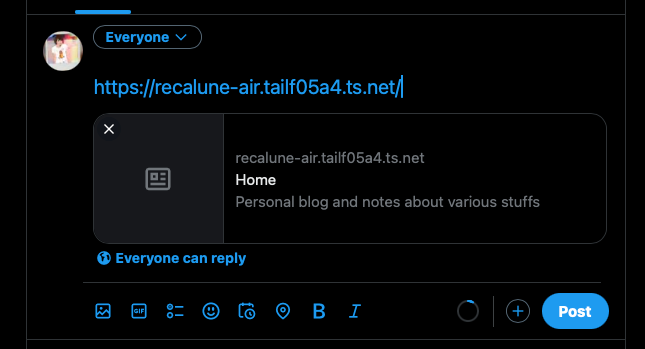 Everyone
https://recalune-air.tailf05a4.ts.net/
recalune-air.tailf05a4.ts.net
Home
Personal blog and notes about various stuffs
Everyone can reply
GIF
B
I
Post